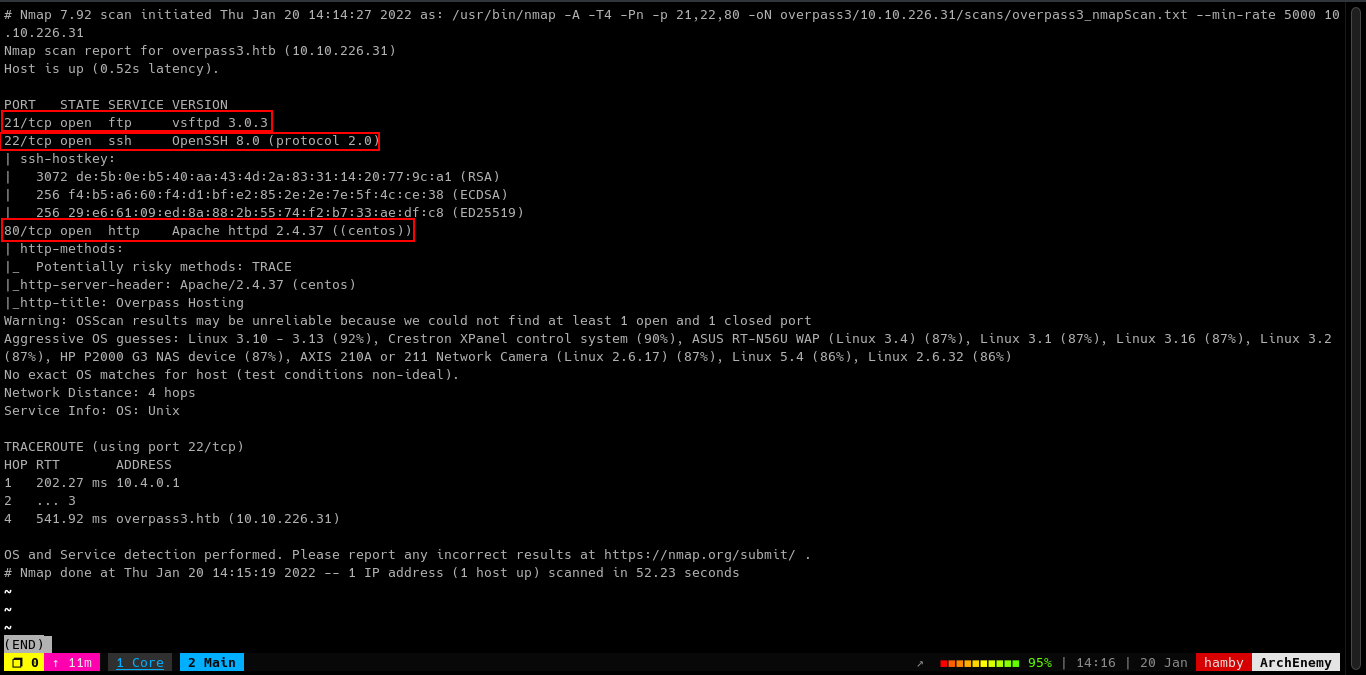 # Nmap 7.92 scan initiated Thu Jan 20 14:14:27 2022 as: /usr/bin/nmap -A -T4 -Pn -p 21,22,80 -oN overpass3/10.10.226.31/scans/overpass3_nmapScan.txt --min-rate 5000 10
.10.226.31
Nmap scan report for overpass3.htb (10.10.226.31)
Host is up (0.52s latency).
PORT   STATE SERVICE VERSION
21/tcp open  ftp     vsftpd 3.0.3
22/tcp open  ssh     OpenSSH 8.0 (protocol 2.0)
| ssh-hostkey:
|   3072 de:5b:0e:b5:40:aa:43:4d:2a:83:31:14:20:77:9c:a1 (RSA)
|   256 f4:b5:a6:60:f4:d1:bf:e2:85:2e:2e:7e:5f:4c:ce:38 (ECDSA)
|   256 29:e6:61:09:ed:8a:88:2b:55:74:f2:b7:33:ae:df:c8 (ED25519)
80/tcp open  http    Apache httpd 2.4.37 ((centos))
| http-methods:
|_  Potentially risky methods: TRACE
|_http-server-header: Apache/2.4.37 (centos)
|_http-title: Overpass Hosting
Warning: OSScan results may be unreliable because we could not find at least 1 open and 1 closed port
Aggressive OS guesses: Linux 3.10 - 3.13 (92%), Crestron XPanel control system (90%), ASUS RT-N56U WAP (Linux 3.4) (87%), Linux 3.1 (87%), Linux 3.16 (87%), Linux 3.2
(87%), HP P2000 G3 NAS device (87%), AXIS 210A or 211 Network Camera (Linux 2.6.17) (87%), Linux 5.4 (86%), Linux 2.6.32 (86%)
No exact OS matches for host (test conditions non-ideal).
Network Distance: 4 hops
Service Info: OS: Unix
TRACEROUTE (using port 22/tcp)
HOP RTT       ADDRESS
1   202.27 ms 10.4.0.1
2   ... 3
4   541.92 ms overpass3.htb (10.10.226.31)
OS and Service detection performed. Please report any incorrect results at https://nmap.org/submit/ .
# Nmap done at Thu Jan 20 14:15:19 2022 -- 1 IP address (1 host up) scanned in 52.23 seconds
~
~
~
(END)
0 ↑ 11m 1 Core 2 Main ↗ 95% | 14:16 | 20 Jan hamby ArchEnemy